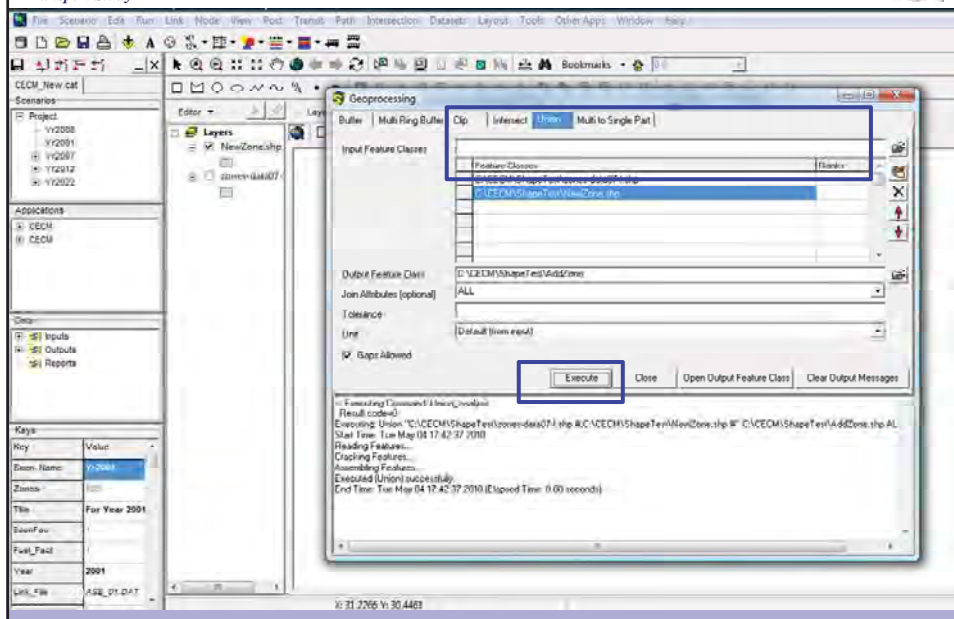 File Scenario Edit Run Link Node View Post Transit Path Intersection Datasets Layout Tools Other Apps Window Help
Bookmarks
CECM_New.cat
Scenarios
Project
Yr2007
Yr2012
Yr2022
Applications
CECM
CECM
Data
Inputs
Outputs
Reports
Keys
Key Value
Zones
Title For Year 2001
Year 2001
Link_File
Editor
Layers
NewZone.shp
Geoprocessing
Buffer Multi Ring Buffer Clip Intersect Union Multi to Single Part
Input Feature Classes
Feature Classes Ranks
C:\CECM\ShapeTest\NewZone.shp
Output Feature Class C:\CECM\ShapeTest\AddZone
Join Attributes (optional) ALL
Tolerance
Unit Default (from input)
Gaps Allowed
Execute Close Open Output Feature Class Clear Output Messages
Result code=0
Executing: Union "C:\CECM\ShapeTest\zones-data07-I.shp #;C:\CECM\ShapeTest\NewZone.shp #" C:\CECM\ShapeTest\AddZone.shp AL
Start Time: Tue May 04 17:42:37 2010
Reading Features...
Cracking Features...
Assembling Features...
Executed (Union) successfully.
End Time: Tue May 04 17:42:37 2010 (Elapsed Time: 0.00 seconds)
X: 31.2266 Y: 30.4461